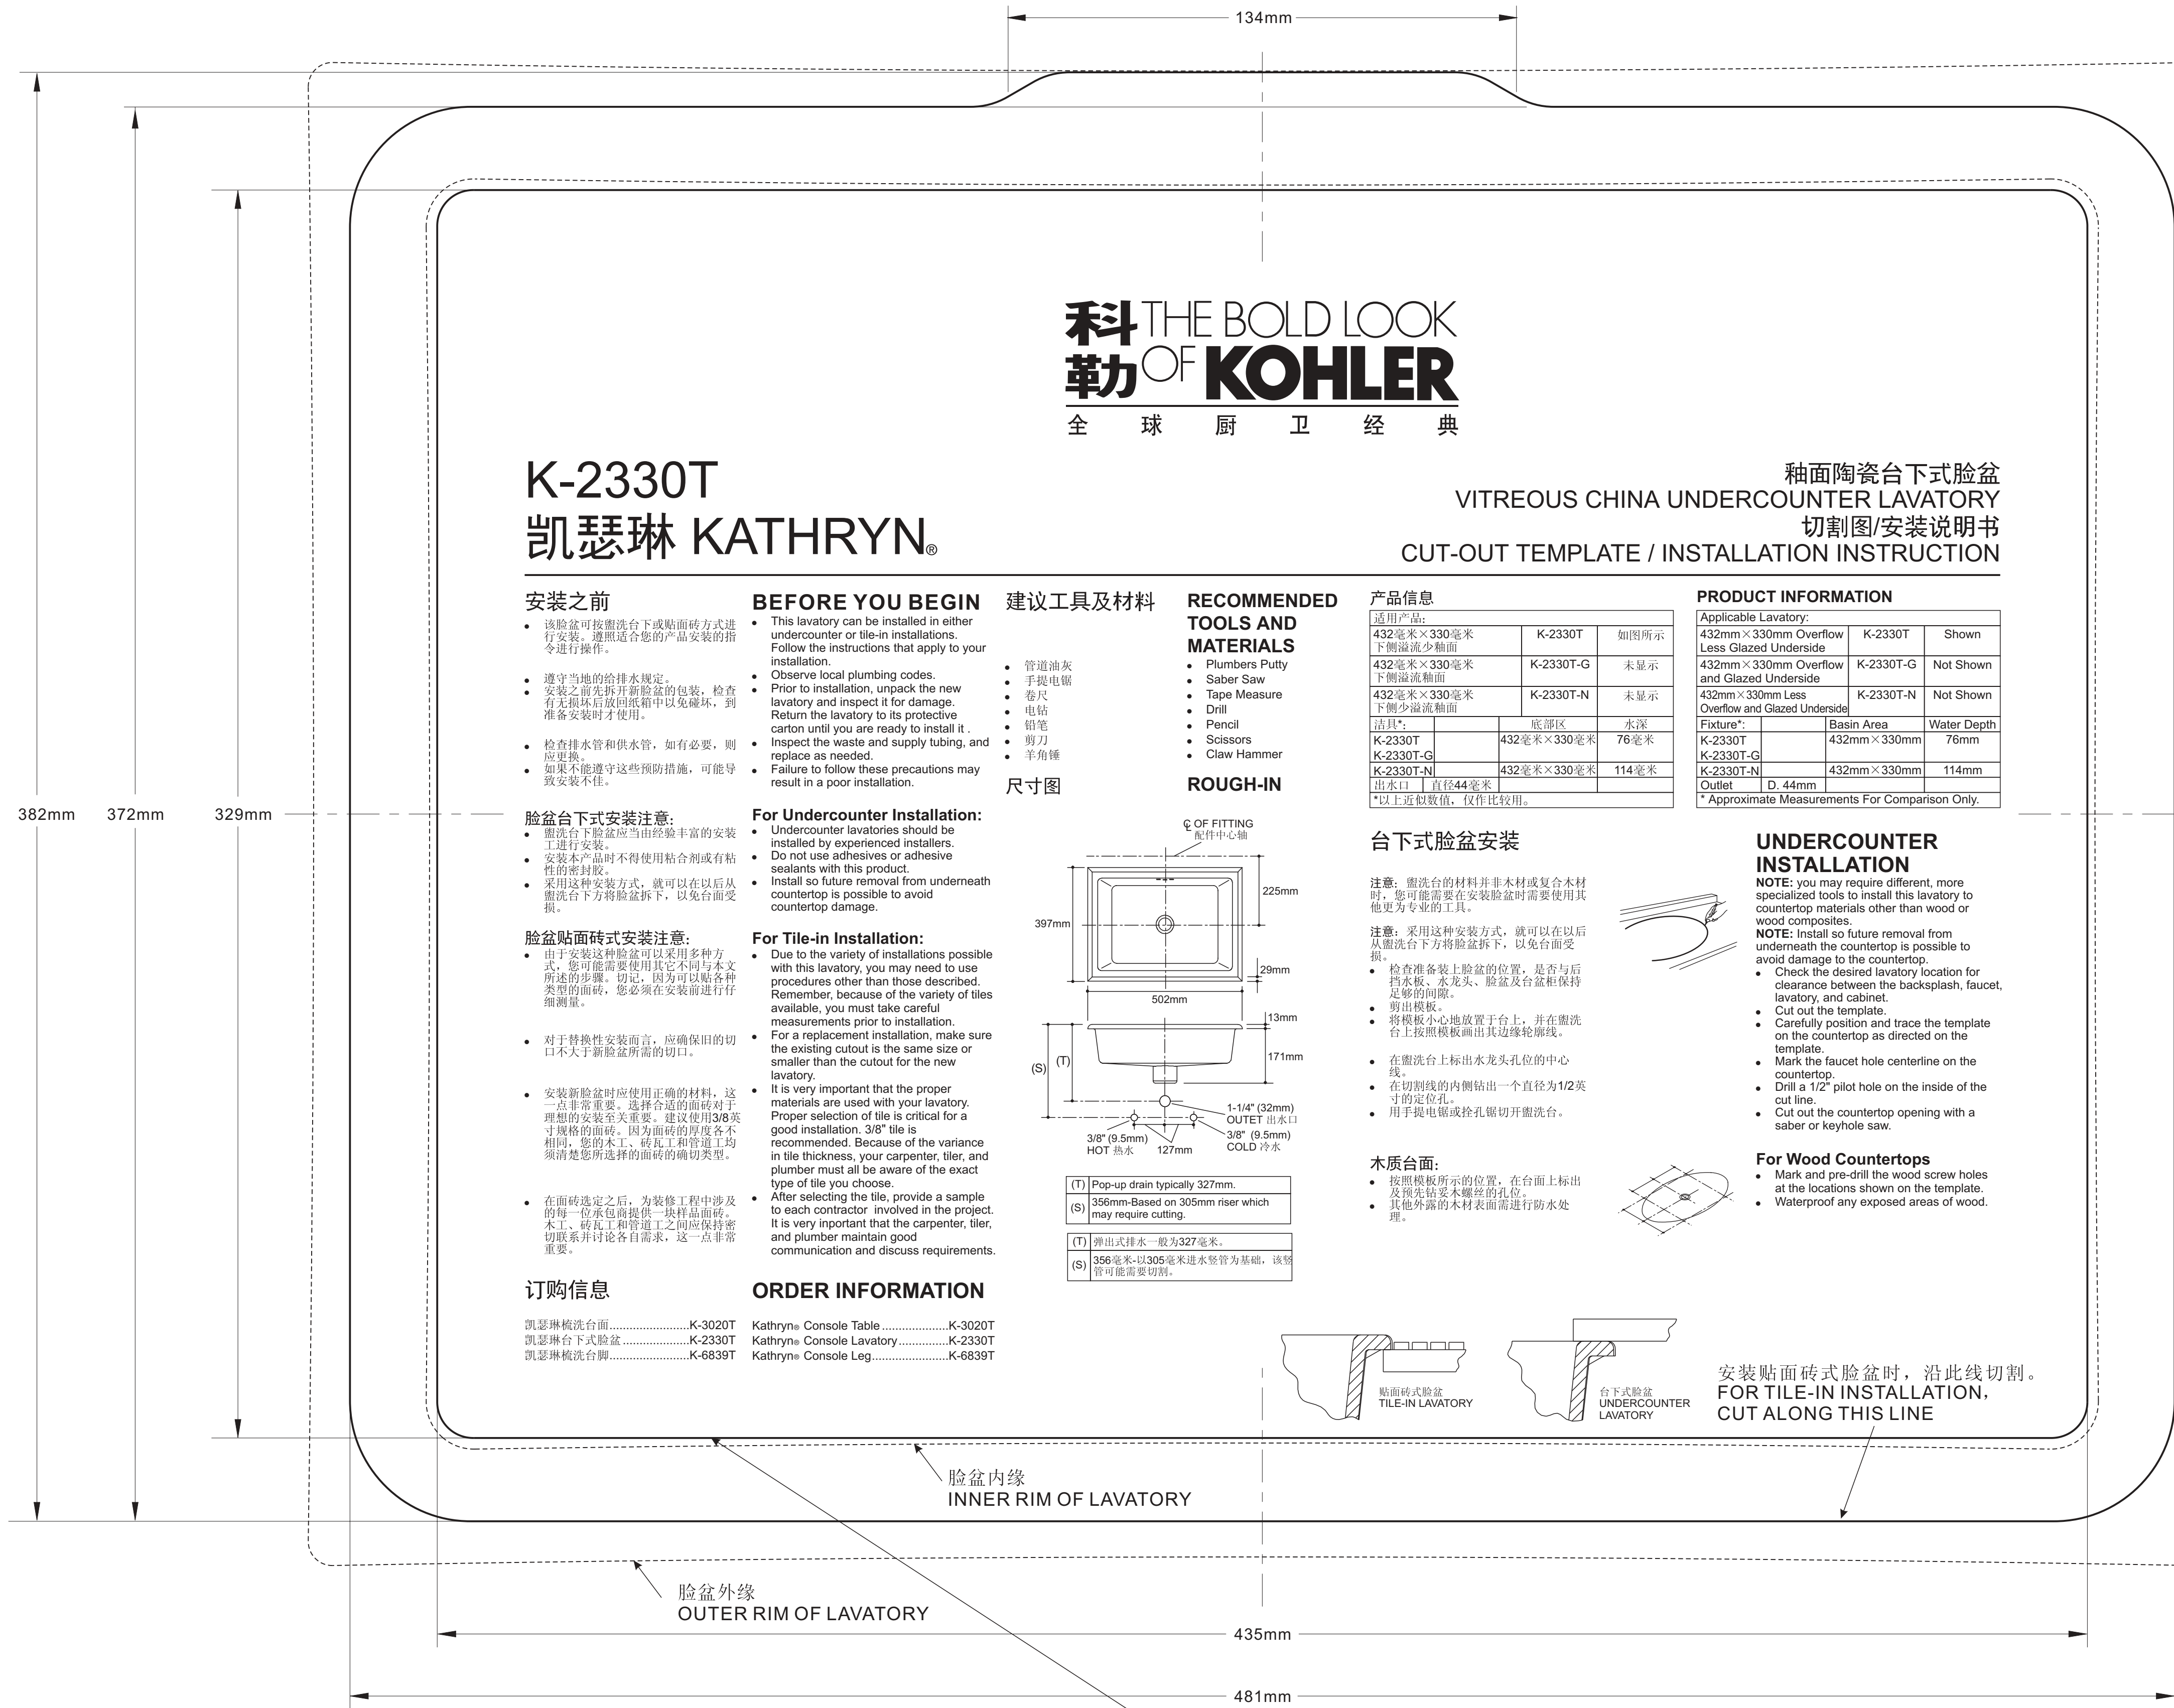 134mm
科勒
THE BOLD LOOK
OF KOHLER
全球厨卫经典
K-2330T
凯瑟琳 KATHRYN®
釉面陶瓷台下式脸盆
VITREOUS CHINA UNDERCOUNTER LAVATORY
切割图/安装说明书
CUT-OUT TEMPLATE / INSTALLATION INSTRUCTION
382mm
372mm
329mm
安装之前
• 该脸盆可按盥洗台下或贴面砖方式进
行安装。遵照适合您的产品安装的指
令进行操作。
• 遵守当地的给排水规定。
• 安装之前先拆开新脸盆的包装，检查
有无损坏后放回纸箱中以免碰坏，到
准备安装时才使用。
• 检查排水管和供水管，如有必要，则
应更换。
• 如果不能遵守这些预防措施，可能导
致安装不佳。
脸盆台下式安装注意:
• 盥洗台下脸盆应当由经验丰富的安装
工进行安装。
• 安装本产品时不得使用粘合剂或有粘
性的密封胶。
• 采用这种安装方式，就可以在以后从
盥洗台下方将脸盆拆下，以免台面受
损。
脸盆贴面砖式安装注意:
• 由于安装这种脸盆可以采用多种方
式，您可能需要使用其它不同与本文
所述的步骤。切记，因为可以贴各种
类型的面砖，您必须在安装前进行仔
细测量。
• 对于替换性安装而言，应确保旧的切
口不大于新脸盆所需的切口。
• 安装新脸盆时应使用正确的材料，这
一点非常重要。选择合适的面砖对于
理想的安装至关重要。建议使用3/8英
寸规格的面砖。因为面砖的厚度各不
相同，您的木工、砖瓦工和管道工均
须清楚您所选择的面砖的确切类型。
• 在面砖选定之后，为装修工程中涉及
的每一位承包商提供一块样品面砖。
木工、砖瓦工和管道工之间应保持密
切联系并讨论各自需求，这一点非常
重要。
订购信息
凯瑟琳梳洗台面........................K-3020T
凯瑟琳台下式脸盆....................K-2330T
凯瑟琳梳洗台脚........................K-6839T
BEFORE YOU BEGIN
• This lavatory can be installed in either
undercounter or tile-in installations.
Follow the instructions that apply to your
installation.
• Observe local plumbing codes.
• Prior to installation, unpack the new
lavatory and inspect it for damage.
Return the lavatory to its protective
carton until you are ready to install it .
• Inspect the waste and supply tubing, and
replace as needed.
• Failure to follow these precautions may
result in a poor installation.
For Undercounter Installation:
• Undercounter lavatories should be
installed by experienced installers.
• Do not use adhesives or adhesive
sealants with this product.
• Install so future removal from underneath
countertop is possible to avoid
countertop damage.
For Tile-in Installation:
• Due to the variety of installations possible
with this lavatory, you may need to use
procedures other than those described.
Remember, because of the variety of tiles
available, you must take careful
measurements prior to installation.
• For a replacement installation, make sure
the existing cutout is the same size or
smaller than the cutout for the new
lavatory.
• It is very important that the proper
materials are used with your lavatory.
Proper selection of tile is critical for a
good installation. 3/8" tile is
recommended. Because of the variance
in tile thickness, your carpenter, tiler, and
plumber must all be aware of the exact
type of tile you choose.
• After selecting the tile, provide a sample
to each contractor involved in the project.
It is very inportant that the carpenter, tiler,
and plumber maintain good
communication and discuss requirements.
ORDER INFORMATION
Kathryn® Console Table....................K-3020T
Kathryn® Console Lavatory...............K-2330T
Kathryn® Console Leg.......................K-6839T
建议工具及材料
• 管道油灰
• 手提电锯
• 卷尺
• 电钻
• 铅笔
• 剪刀
• 羊角锤
RECOMMENDED
TOOLS AND
MATERIALS
• Plumbers Putty
• Saber Saw
• Tape Measure
• Drill
• Pencil
• Scissors
• Claw Hammer
尺寸图 ROUGH-IN
℄ OF FITTING
配件中心轴
225mm
397mm
29mm
502mm
13mm
171mm
(T)
(S)
1-1/4" (32mm)
OUTET 出水口
3/8" (9.5mm)
HOT 热水
127mm
3/8" (9.5mm)
COLD 冷水
(T) Pop-up drain typically 327mm.
(S) 356mm-Based on 305mm riser which
may require cutting.
(T) 弹出式排水一般为327毫米。
(S) 356毫米-以305毫米进水竖管为基础，该竖
管可能需要切割。
产品信息
适用产品:
432毫米×330毫米 K-2330T 如图所示
下侧溢流少釉面
432毫米×330毫米 K-2330T-G 未显示
下侧溢流釉面
432毫米×330毫米 K-2330T-N 未显示
下侧少溢流釉面
洁具*: 底部区 水深
K-2330T 432毫米×330毫米 76毫米
K-2330T-G
K-2330T-N 432毫米×330毫米 114毫米
出水口 直径44毫米
*以上近似数值，仅作比较用。
PRODUCT INFORMATION
Applicable Lavatory:
432mm×330mm Overflow K-2330T Shown
Less Glazed Underside
432mm×330mm Overflow K-2330T-G Not Shown
and Glazed Underside
432mm×330mm Less K-2330T-N Not Shown
Overflow and Glazed Underside
Fixture*: Basin Area Water Depth
K-2330T 432mm×330mm 76mm
K-2330T-G
K-2330T-N 432mm×330mm 114mm
Outlet D. 44mm
* Approximate Measurements For Comparison Only.
台下式脸盆安装
注意: 盥洗台的材料并非木材或复合木材
时，您可能需要在安装脸盆时需要使用其
他更为专业的工具。
注意: 采用这种安装方式，就可以在以后
从盥洗台下方将脸盆拆下，以免台面受
损。
• 检查准备装上脸盆的位置，是否与后
挡水板、水龙头、脸盆及台盆柜保持
足够的间隙。
• 剪出模板。
• 将模板小心地放置于台上，并在盥洗
台上按照模板画出其边缘轮廓线。
• 在盥洗台上标出水龙头孔位的中心
线。
• 在切割线的内侧钻出一个直径为1/2英
寸的定位孔。
• 用手提电锯或拴孔锯切开盥洗台。
木质台面:
• 按照模板所示的位置，在台面上标出
及预先钻妥木螺丝的孔位。
• 其他外露的木材表面需进行防水处
理。
UNDERCOUNTER
INSTALLATION
NOTE: you may require different, more
specialized tools to install this lavatory to
countertop materials other than wood or
wood composites.
NOTE: Install so future removal from
underneath the countertop is possible to
avoid damage to the countertop.
• Check the desired lavatory location for
clearance between the backsplash, faucet,
lavatory, and cabinet.
• Cut out the template.
• Carefully position and trace the template
on the countertop as directed on the
template.
• Mark the faucet hole centerline on the
countertop.
• Drill a 1/2" pilot hole on the inside of the
cut line.
• Cut out the countertop opening with a
saber or keyhole saw.
For Wood Countertops
• Mark and pre-drill the wood screw holes
at the locations shown on the template.
• Waterproof any exposed areas of wood.
贴面砖式脸盆
TILE-IN LAVATORY
台下式脸盆
UNDERCOUNTER
LAVATORY
安装贴面砖式脸盆时，沿此线切割。
FOR TILE-IN INSTALLATION,
CUT ALONG THIS LINE
脸盆内缘
INNER RIM OF LAVATORY
脸盆外缘
OUTER RIM OF LAVATORY
435mm
481mm